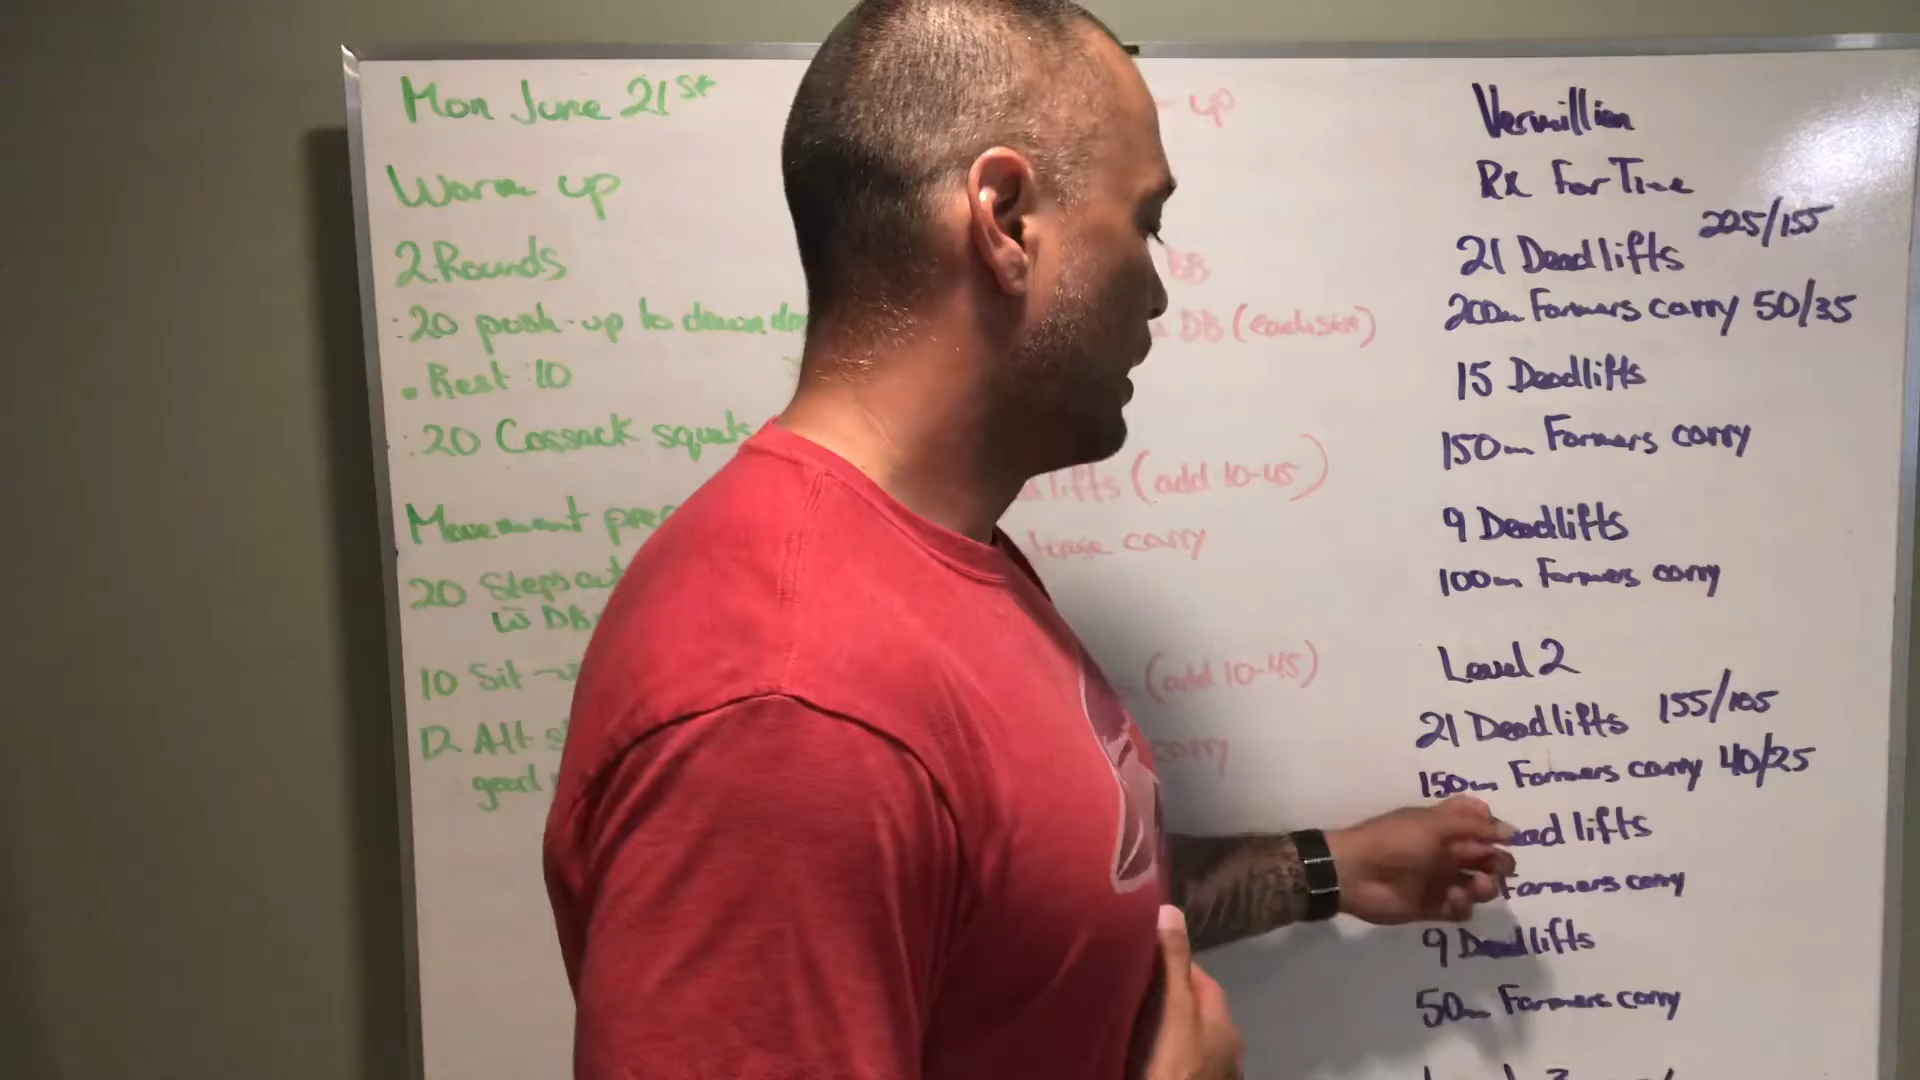 Mon June 21st
Warm up
2 Rounds
· 20 push-up to down dog
. Rest :10
· 20 Cossack squats
Movement prep
20 Steps
w̄ DB
10 Sit-u
12 Alt
good
- up
BB
DB (each side)
lifts (add 10-45)
carry
(add 10-45)
carry
Vermillion
Rx For Time
21 Deadlifts 225/155
200m Farmers carry 50/35
15 Deadlifts
150m Farmers carry
9 Deadlifts
100m Farmers carry
Level 2
21 Deadlifts 155/105
150m Farmers carry 40/25
ead lifts
Farmers carry
9 Deadlifts
50m Farmers carry